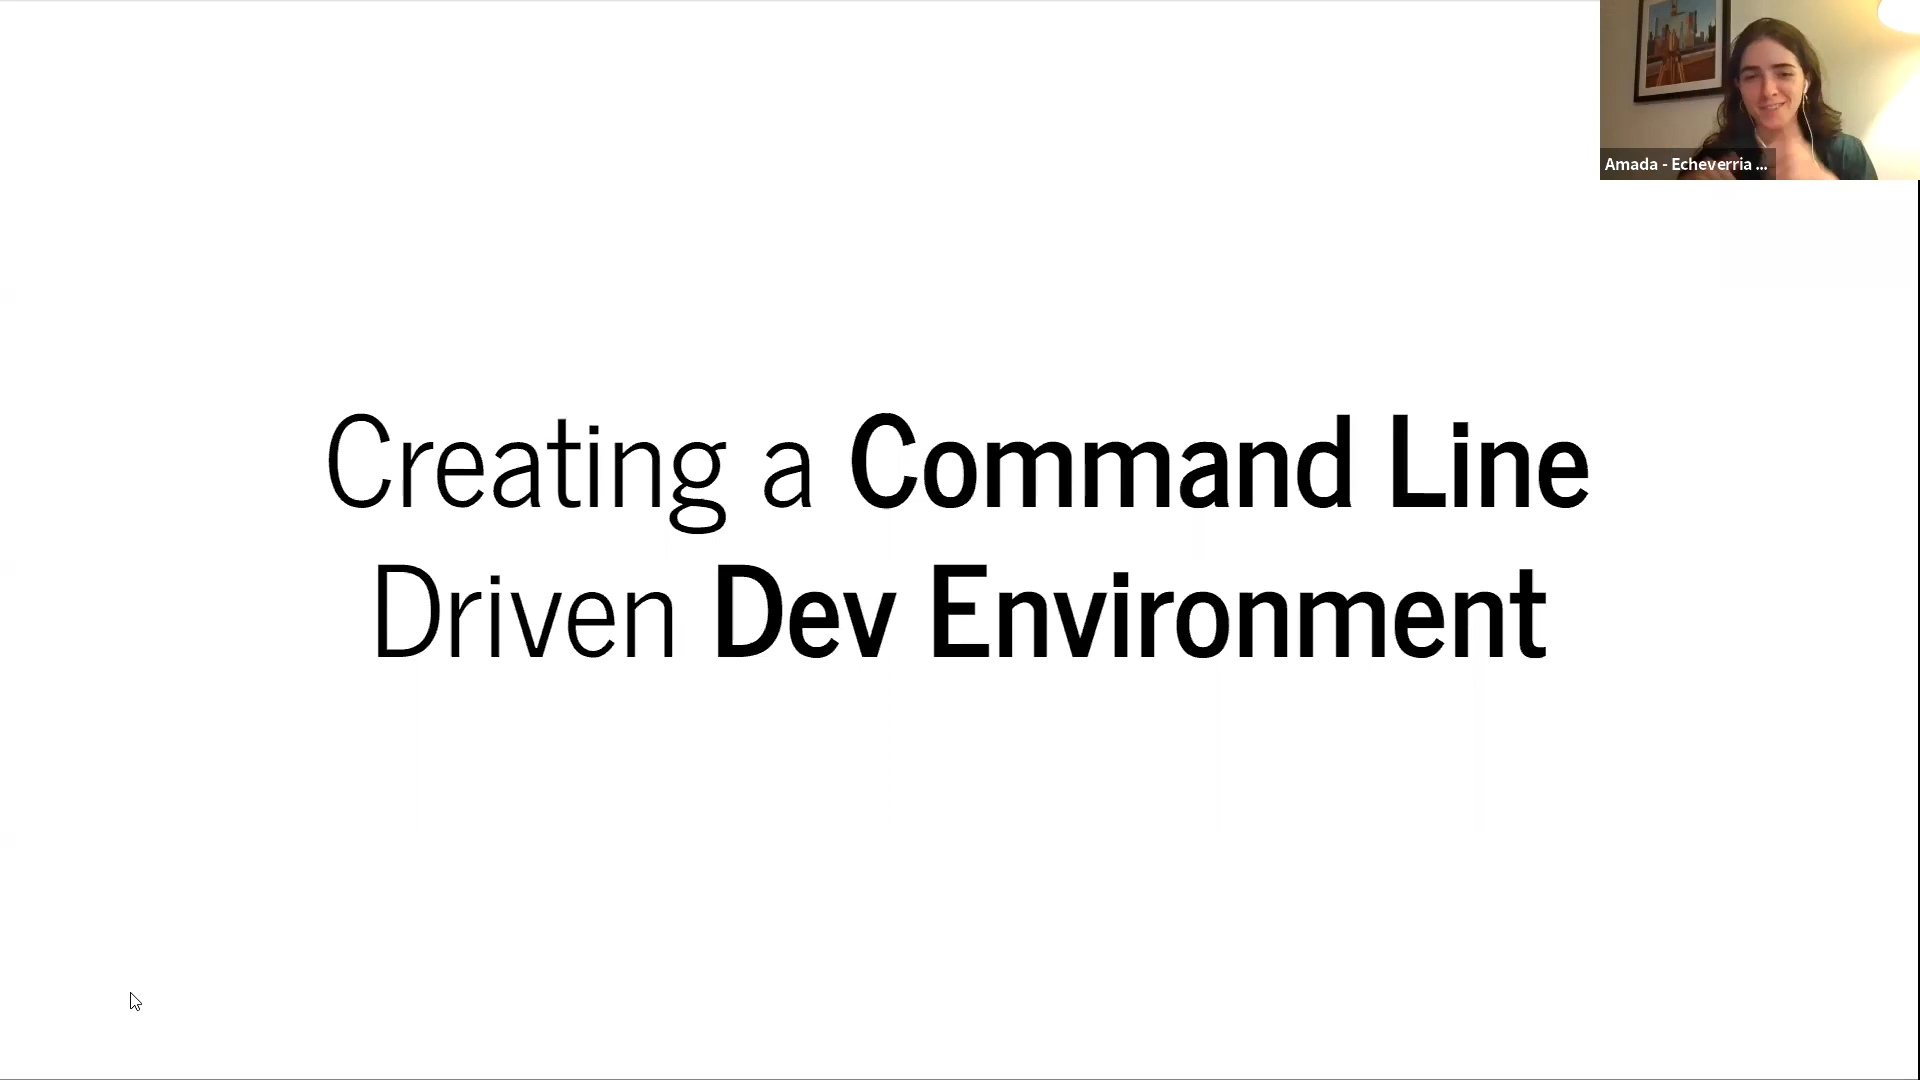 Amada - Echeverria ...
Creating a Command Line
Driven Dev Environment